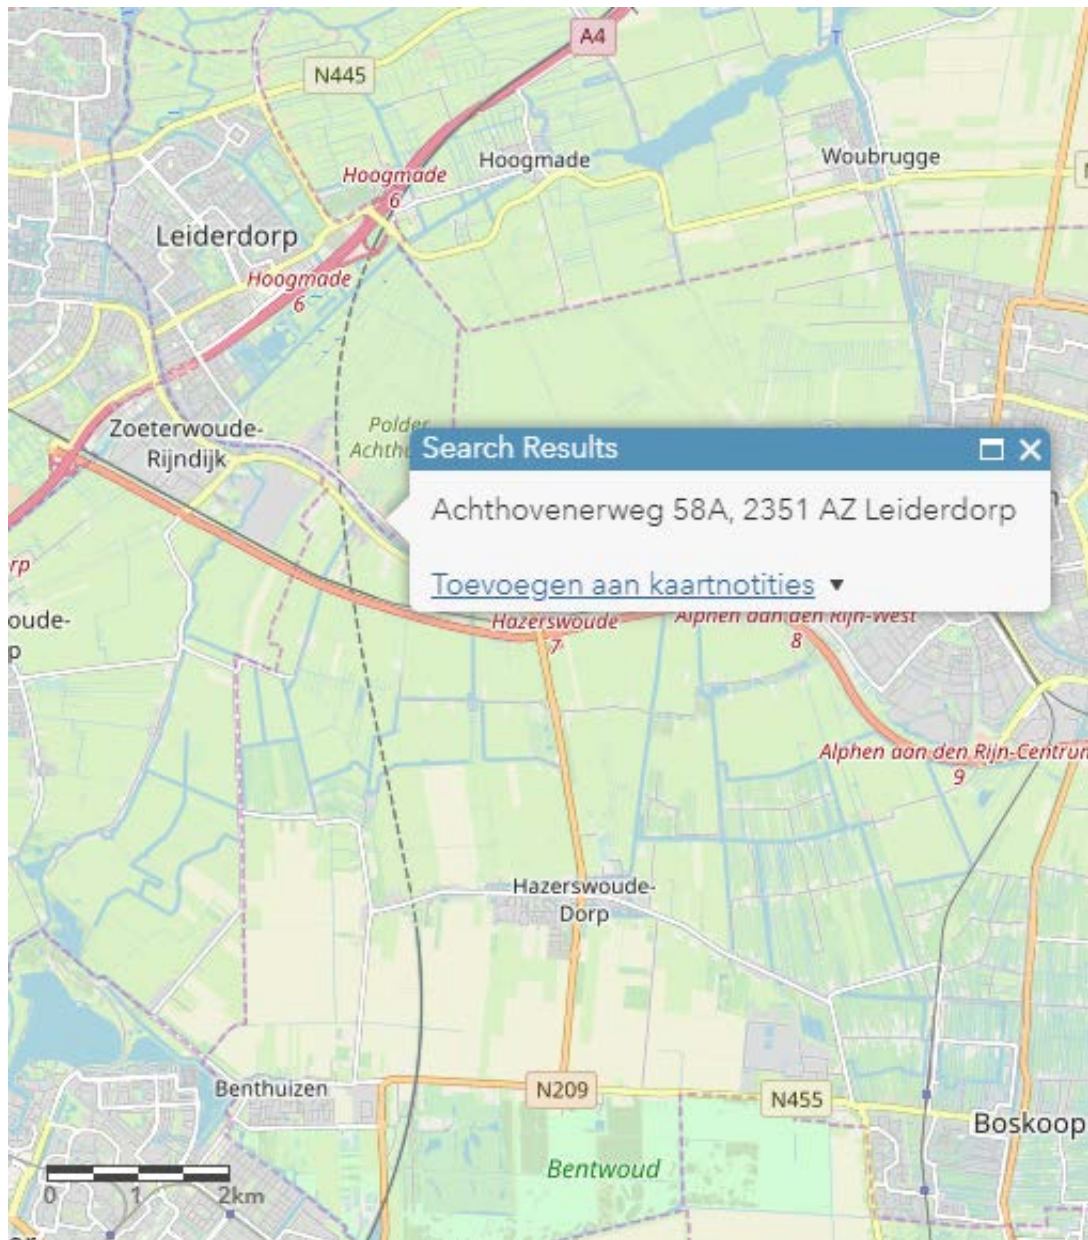 A4
N445
Hoogmade
Woubrugge
Hoogmade
6
Leiderdorp
Hoogmade
6
Zoeterwoude-
Rijndijk
Polder
Search Results
Achthovenerweg 58A, 2351 AZ Leiderdorp
Toevoegen aan kaartnotities
rp
oude-
p
Hazerswoude
7
Alphen aan den Rijn-West
8
Alphen aan den Rijn-Centrum
9
Hazerswoude-
Dorp
Benthuizen
N209
N455
Boskoop
Bentwoud
0 1 2km